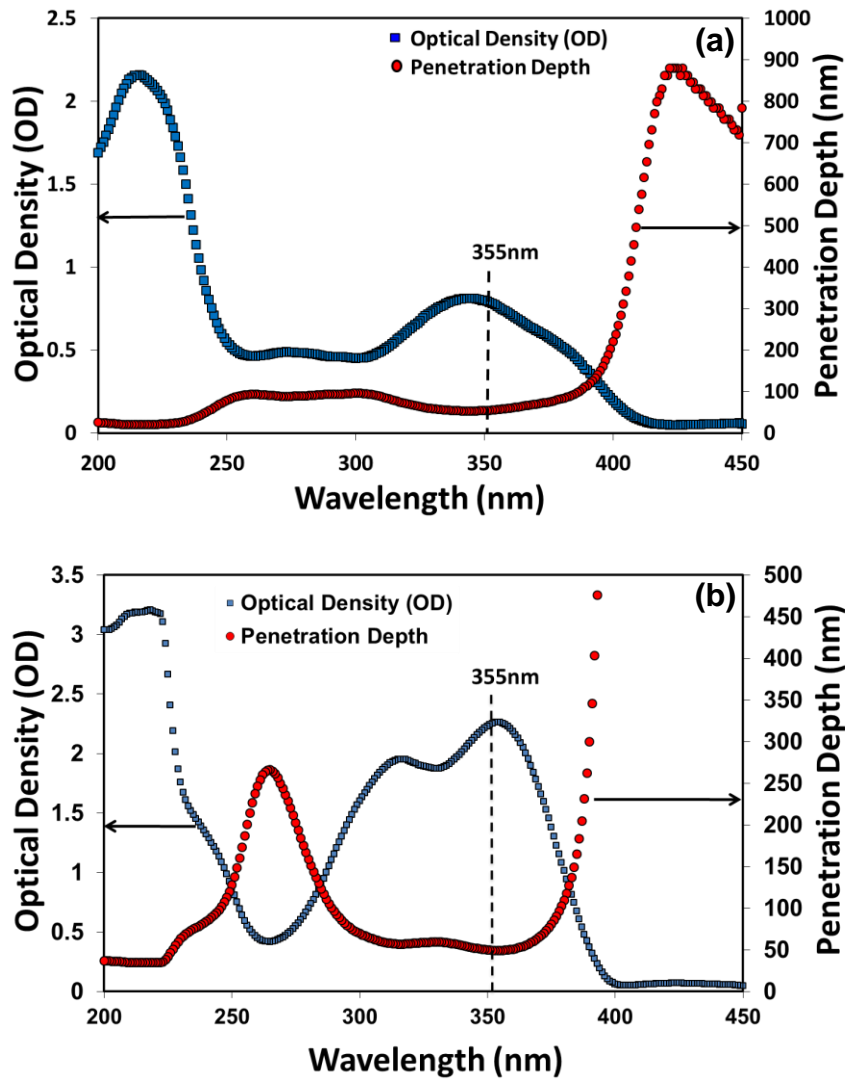 (a)
Optical Density (OD)
Penetration Depth
355nm
2.5
2
1.5
1
0.5
0
Optical Density (OD)
1000
900
800
700
600
500
400
300
200
100
0
Penetration Depth (nm)
200 250 300 350 400 450
Wavelength (nm)
(b)
Optical Density (OD)
Penetration Depth
355nm
3.5
3
2.5
2
1.5
1
0.5
0
Optical Density (OD)
500
450
400
350
300
250
200
150
100
50
0
Penetration Depth (nm)
200 250 300 350 400 450
Wavelength (nm)